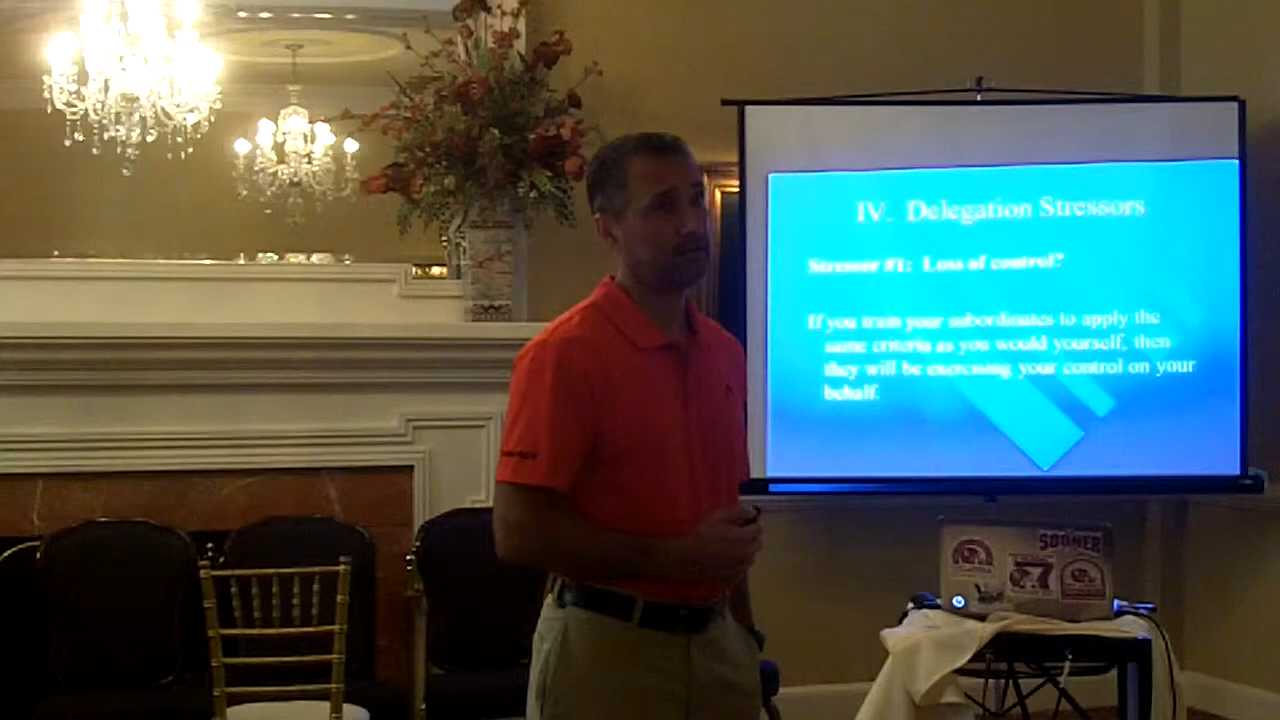 IV. Delegation Stressors
Stressor #1: Loss of control?
If you train your subordinates to apply the
same criteria as you would yourself, then
they will be exercising your control on your
behalf.
SOONER